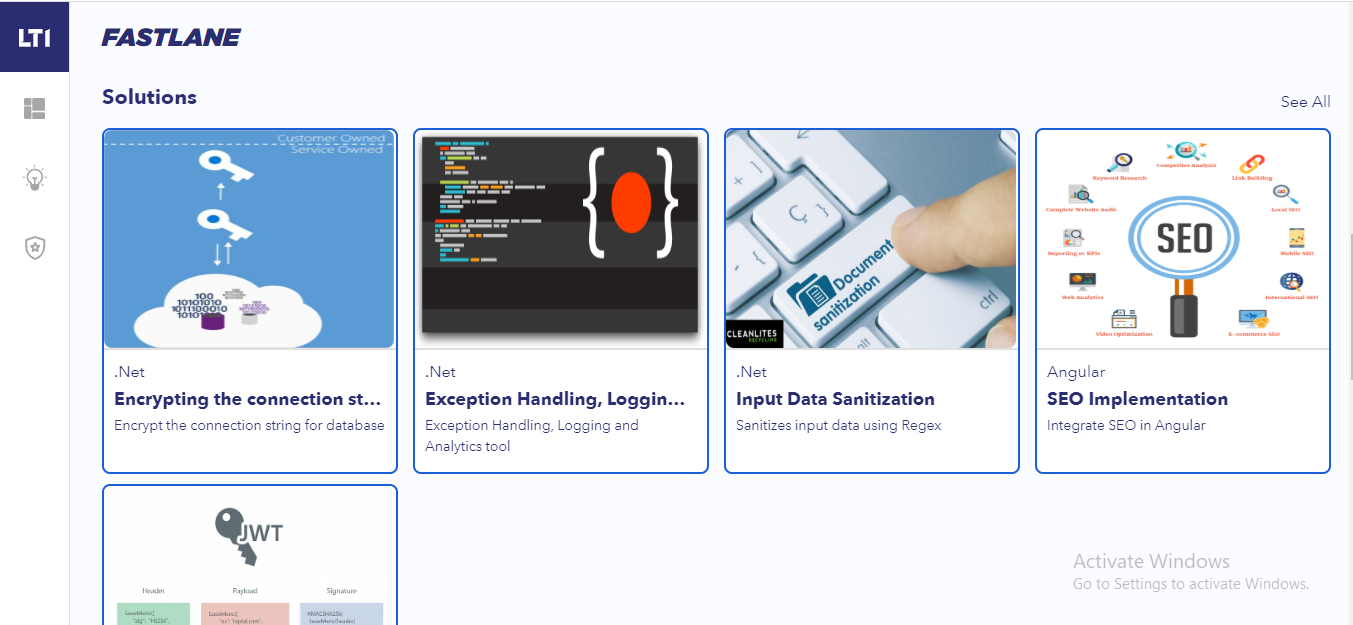 LTI
FASTLANE
Solutions
See All
Customer Owned
Service Owned
100
10101010
1011100010
.Net
Encrypting the connection st...
Encrypt the connection string for database
{ }
.Net
Exception Handling, Loggin...
Exception Handling, Logging and
Analytics tool
Document
sanitization
ctrl
alt
CLEANLITES
RECYCLING
.Net
Input Data Sanitization
Sanitizes input data using Regex
Competitor Analysis
Keyword Research
Link Building
Complete Website Audit
Local SEO
SEO
Reporting or KPIs
Mobile SEO
Web Analytics
International SEO
Video Optimization
E-commerce SEO
Angular
SEO Implementation
Integrate SEO in Angular
JWT
Header
Payload
Signature
base64enc({
"alg": "HS256",
base64enc({
"iss": "toptal.com",
HMACSHA256(
base64enc(header)
Activate Windows
Go to Settings to activate Windows.